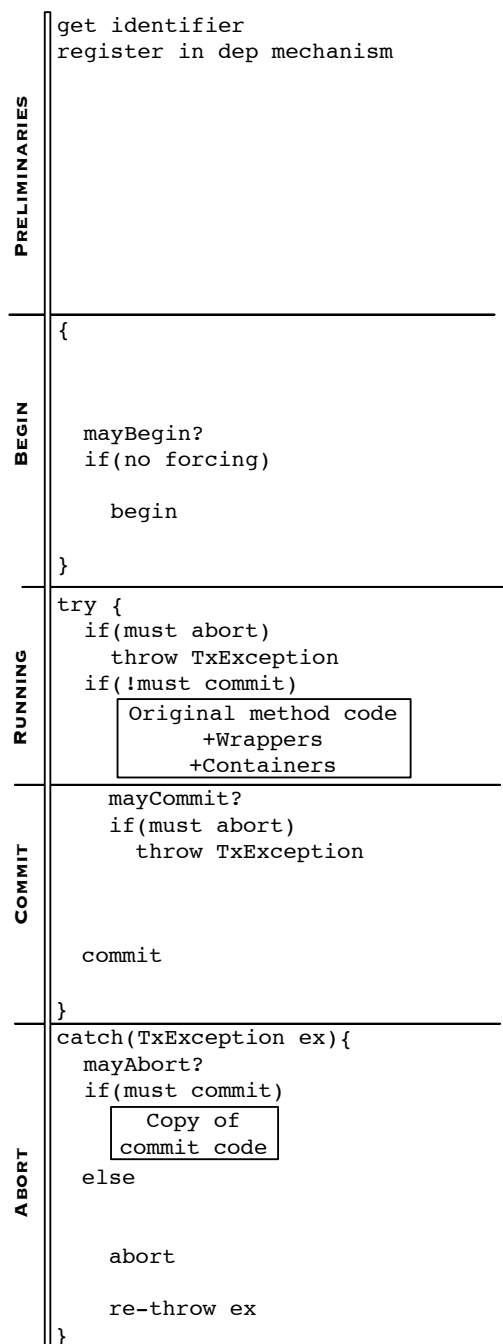 PRELIMINARIES
get identifier
register in dep mechanism
BEGIN
{
mayBegin?
if(no forcing)
begin
}
RUNNING
try {
if(must abort)
throw TxException
if(!must commit)
Original method code
+Wrappers
+Containers
COMMIT
mayCommit?
if(must abort)
throw TxException
commit
}
ABORT
catch(TxException ex){
mayAbort?
if(must commit)
Copy of
commit code
else
abort
re-throw ex
}